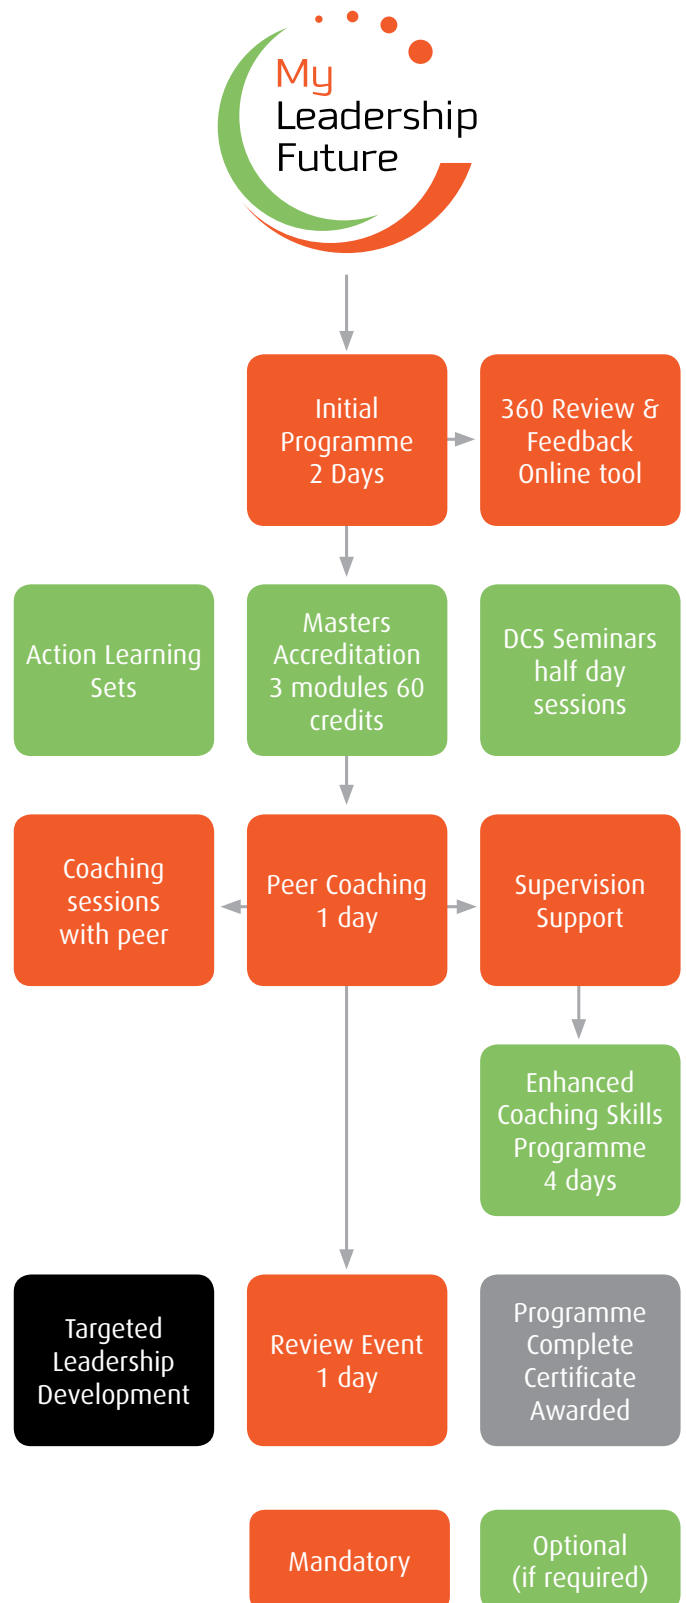 My
Leadership
Future
Initial
Programme
2 Days
360 Review &
Feedback
Online tool
Action Learning
Sets
Masters
Accreditation
3 modules 60
credits
DCS Seminars
half day
sessions
Coaching
sessions
with peer
Peer Coaching
1 day
Supervision
Support
Enhanced
Coaching Skills
Programme
4 days
Targeted
Leadership
Development
Review Event
1 day
Programme
Complete
Certificate
Awarded
Mandatory
Optional
(if required)